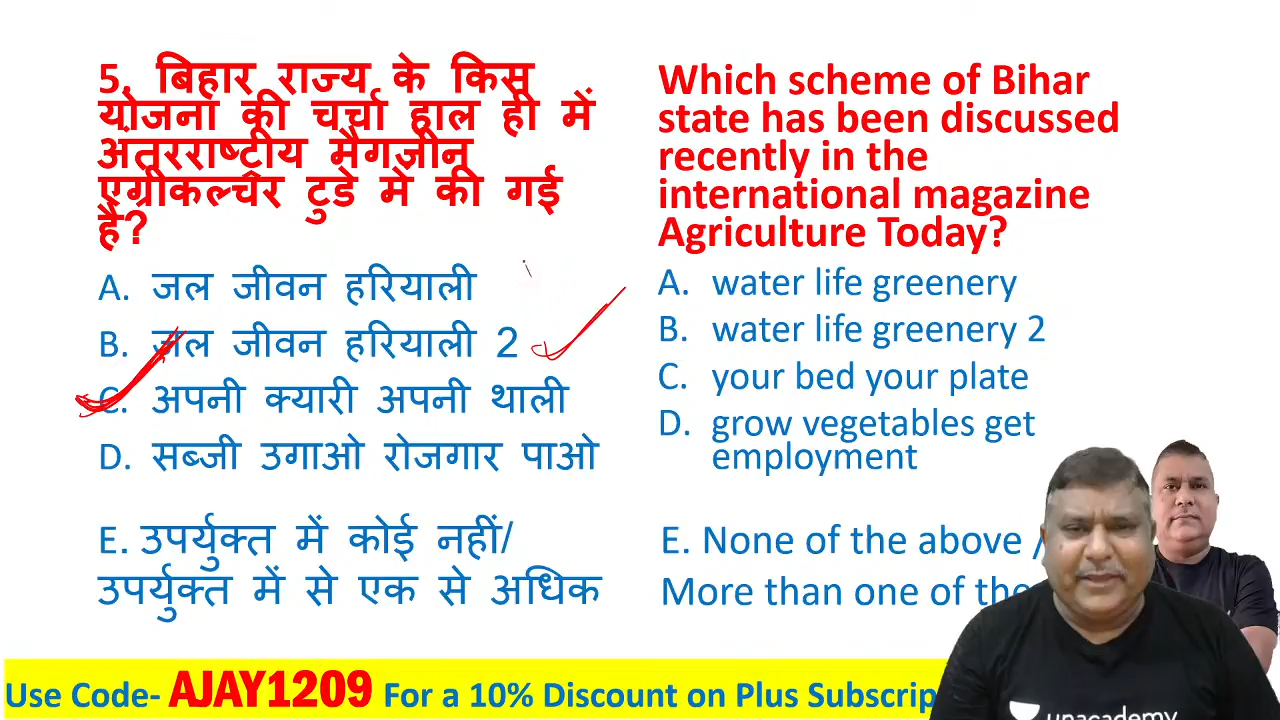 5. बिहार राज्य के किस
योजना की चर्चा हाल ही में
अंतरराष्ट्रीय मैगज़ीन
एग्रीकल्चर टुडे में की गई
है?
A. जल जीवन हरियाली
B. जल जीवन हरियाली 2
C. अपनी क्यारी अपनी थाली
D. सब्जी उगाओ रोजगार पाओ
E. उपर्युक्त में कोई नहीं/
उपर्युक्त में से एक से अधिक
Which scheme of Bihar
state has been discussed
recently in the
international magazine
Agriculture Today?
A. water life greenery
B. water life greenery 2
C. your bed your plate
D. grow vegetables get
employment
E. None of the above /
More than one of the
Use Code- AJAY1209 For a 10% Discount on Plus Subscrip
unacademy